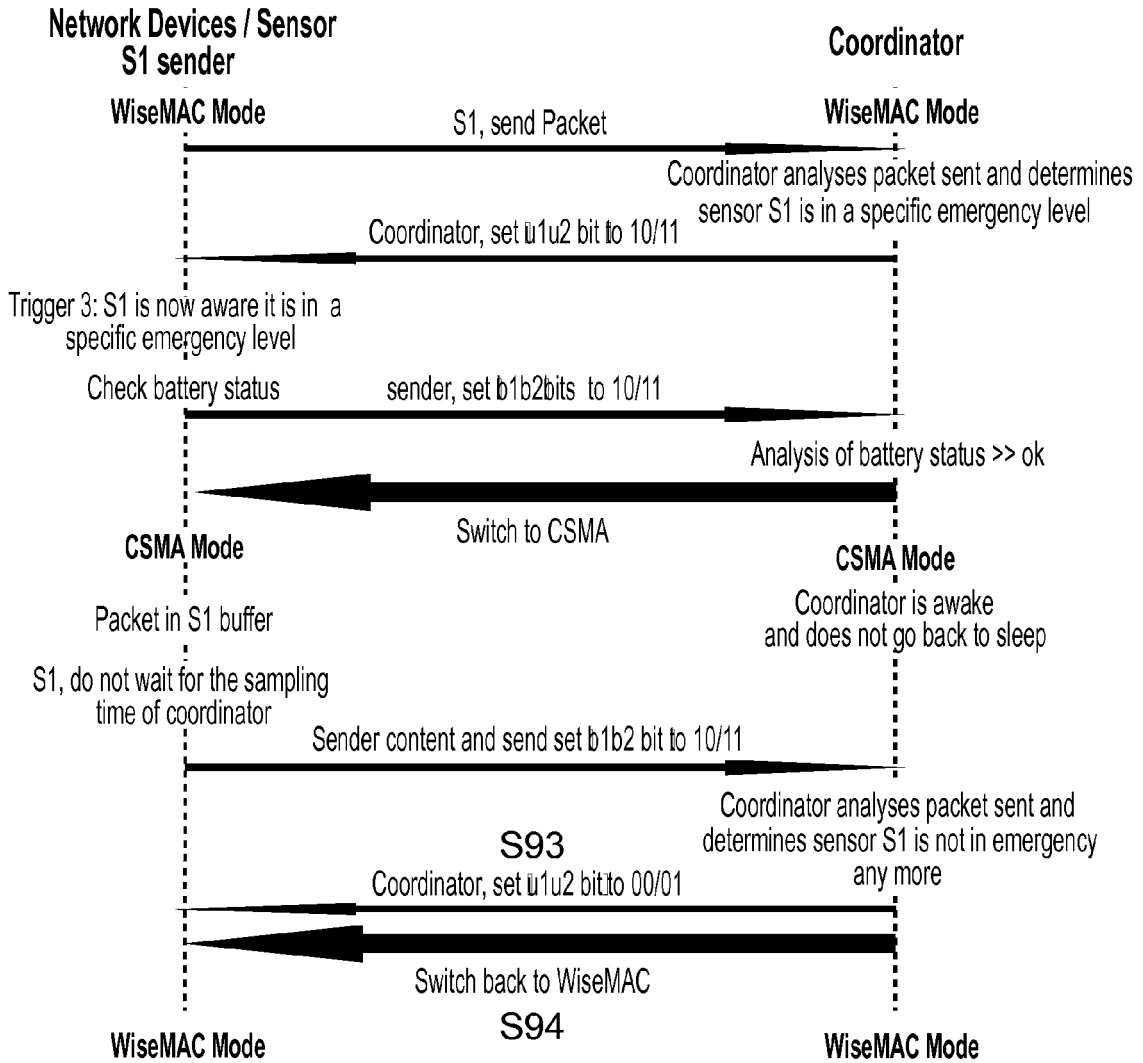 Network Devices / Sensor
S1 sender
Coordinator
WiseMAC Mode
WiseMAC Mode
S1, send Packet
Coordinator analyses packet sent and determines
sensor S1 is in a specific emergency level
Coordinator, set u1u2 bit to 10/11
Trigger 3: S1 is now aware it is in a
specific emergency level
Check battery status
sender, set b1b2bits to 10/11
Analysis of battery status >> ok
Switch to CSMA
CSMA Mode
CSMA Mode
Coordinator is awake
and does not go back to sleep
Packet in S1 buffer
S1, do not wait for the sampling
time of coordinator
Sender content and send set b1b2 bit to 10/11
Coordinator analyses packet sent and
determines sensor S1 is not in emergency
any more
S93
Coordinator, set u1u2 bit to 00/01
Switch back to WiseMAC
S94
WiseMAC Mode
WiseMAC Mode